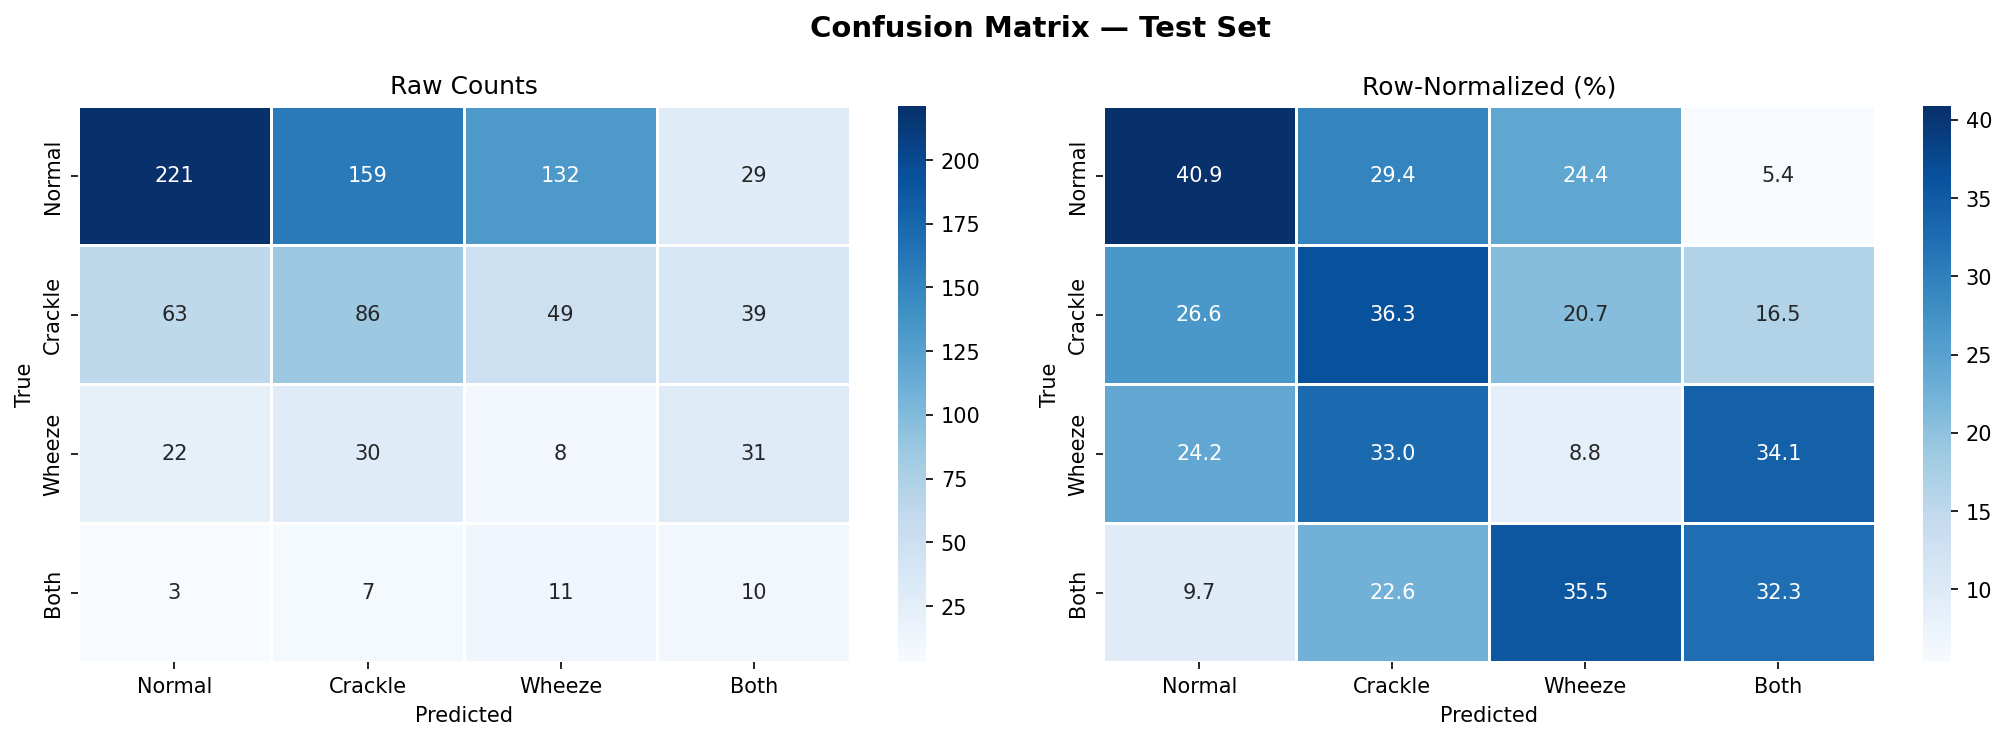 Confusion Matrix — Test Set
Raw Counts
Normal 221 159 132 29
Crackle 63 86 49 39
Wheeze 22 30 8 31
Both 3 7 11 10
True
Normal Crackle Wheeze Both
Predicted
200
175
150
125
100
75
50
25
Row-Normalized (%)
Normal 40.9 29.4 24.4 5.4
Crackle 26.6 36.3 20.7 16.5
Wheeze 24.2 33.0 8.8 34.1
Both 9.7 22.6 35.5 32.3
True
Normal Crackle Wheeze Both
Predicted
40
35
30
25
20
15
10